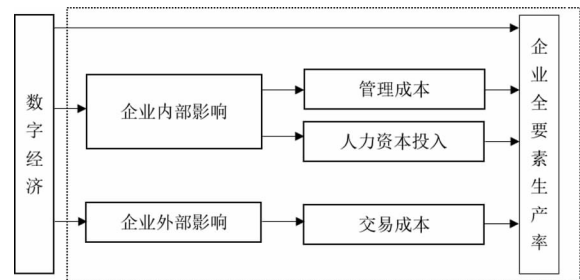 数字经济
企业内部影响
管理成本
人力资本投入
企业外部影响
交易成本
企业全要素生产率